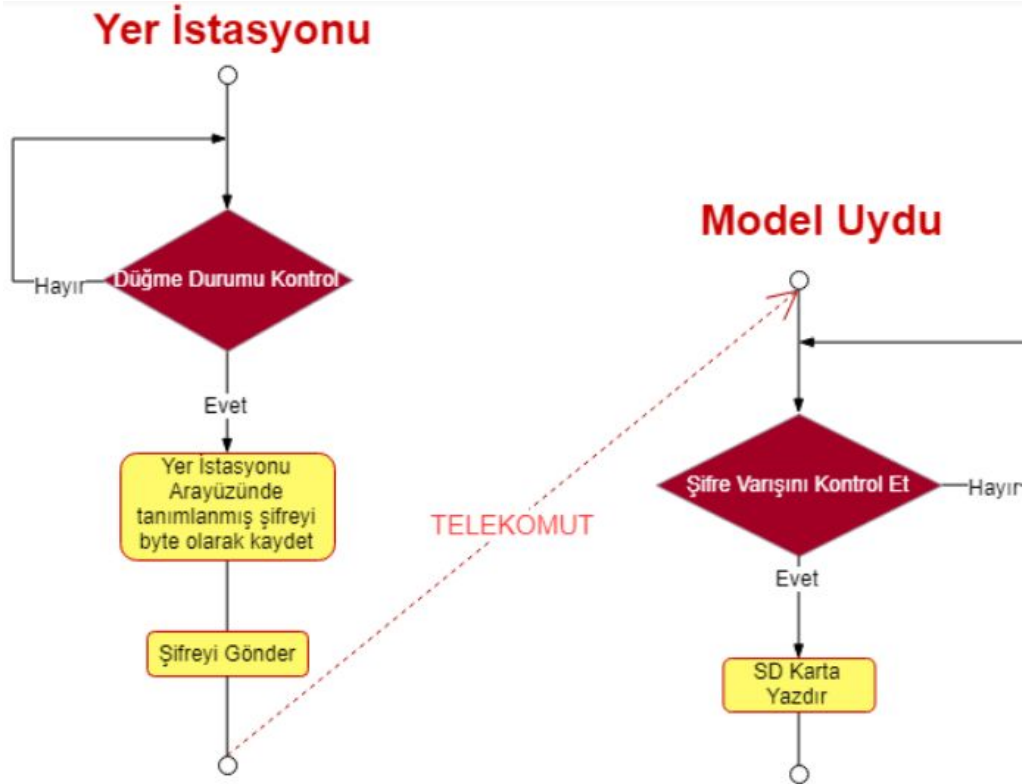 Yer İstasyonu
Düğme Durumu Kontrol
Hayır
Evet
Yer İstasyonu
Arayüzünde
tanımlanmış şifreyi
byte olarak kaydet
Şifreyi Gönder
TELEKOMUT
Model Uydu
Şifre Varışını Kontrol Et
Hayır
Evet
SD Karta
Yazdır